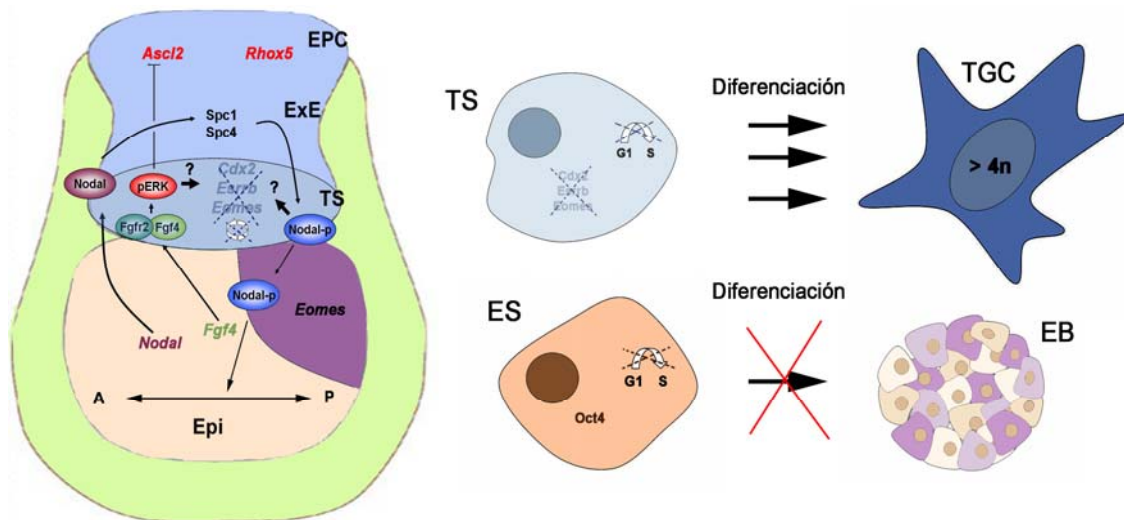 Ascl2
Rhox5
EPC
Spc1
Spc4
ExE
Nodal
pERK
?
Cdx2
Esrrb
Eomes
?
TS
Fgfr2
Fgf4
Nodal-p
Nodal-p
Eomes
Nodal
Fgf4
A
P
Epi
TS
G1 S
Cdx2
Esrrb
Eomes
Diferenciación
TGC
> 4n
ES
G1 S
Oct4
Diferenciación
EB